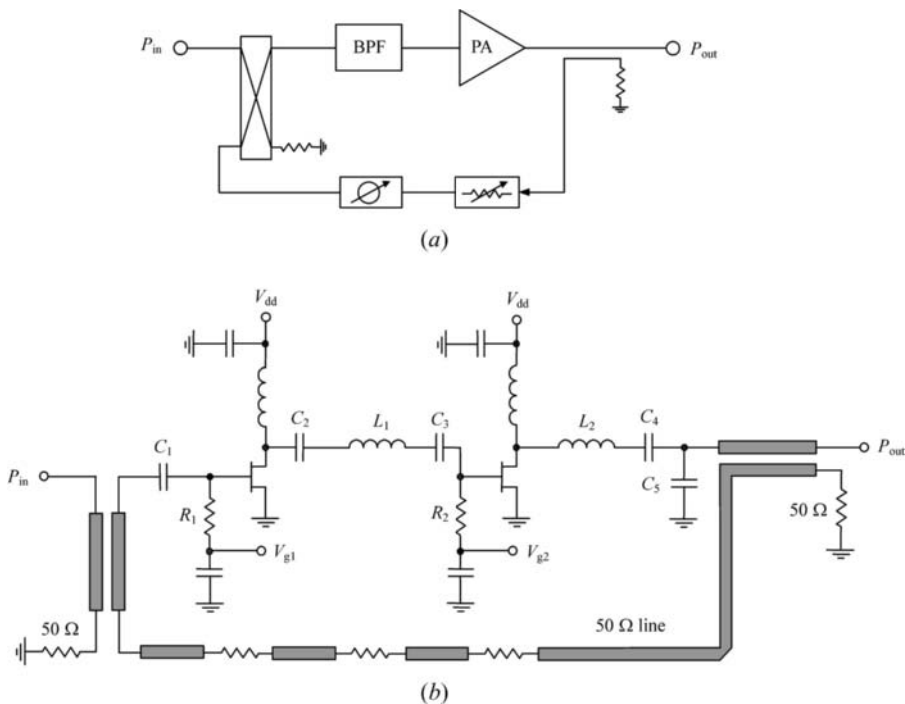 P_in
BPF
PA
P_out
(a)
V_dd
V_dd
C_2
L_1
C_3
L_2
C_4
C_1
P_in
P_out
C_5
R_1
R_2
50 Ω
V_g1
V_g2
50 Ω
50 Ω line
(b)